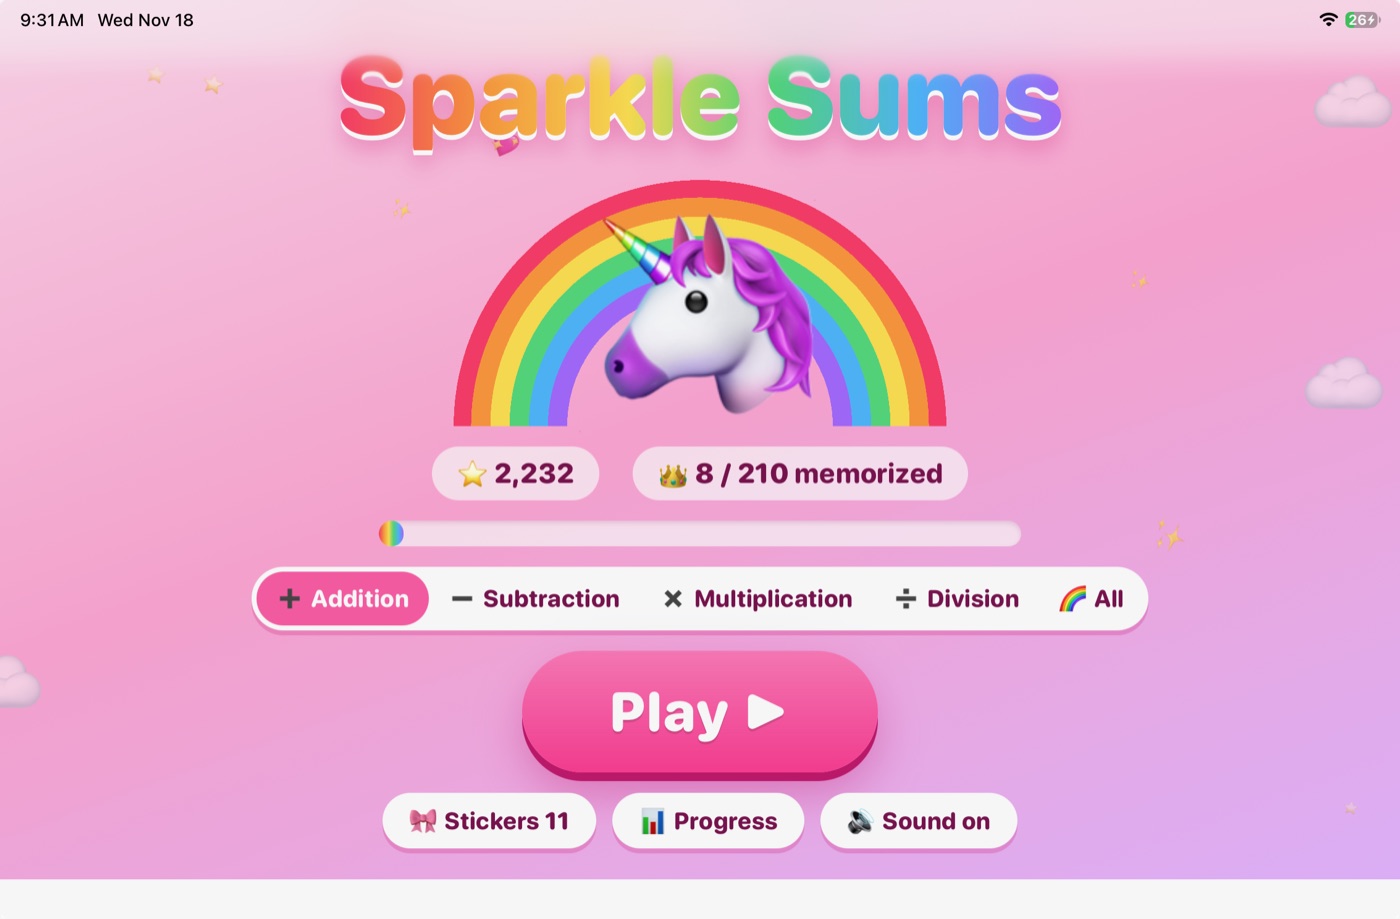 9:31 AM Wed Nov 18
26
Sparkle Sums
2,232
8 / 210 memorized
+ Addition
− Subtraction
× Multiplication
÷ Division
All
Play
Stickers 11
Progress
Sound on